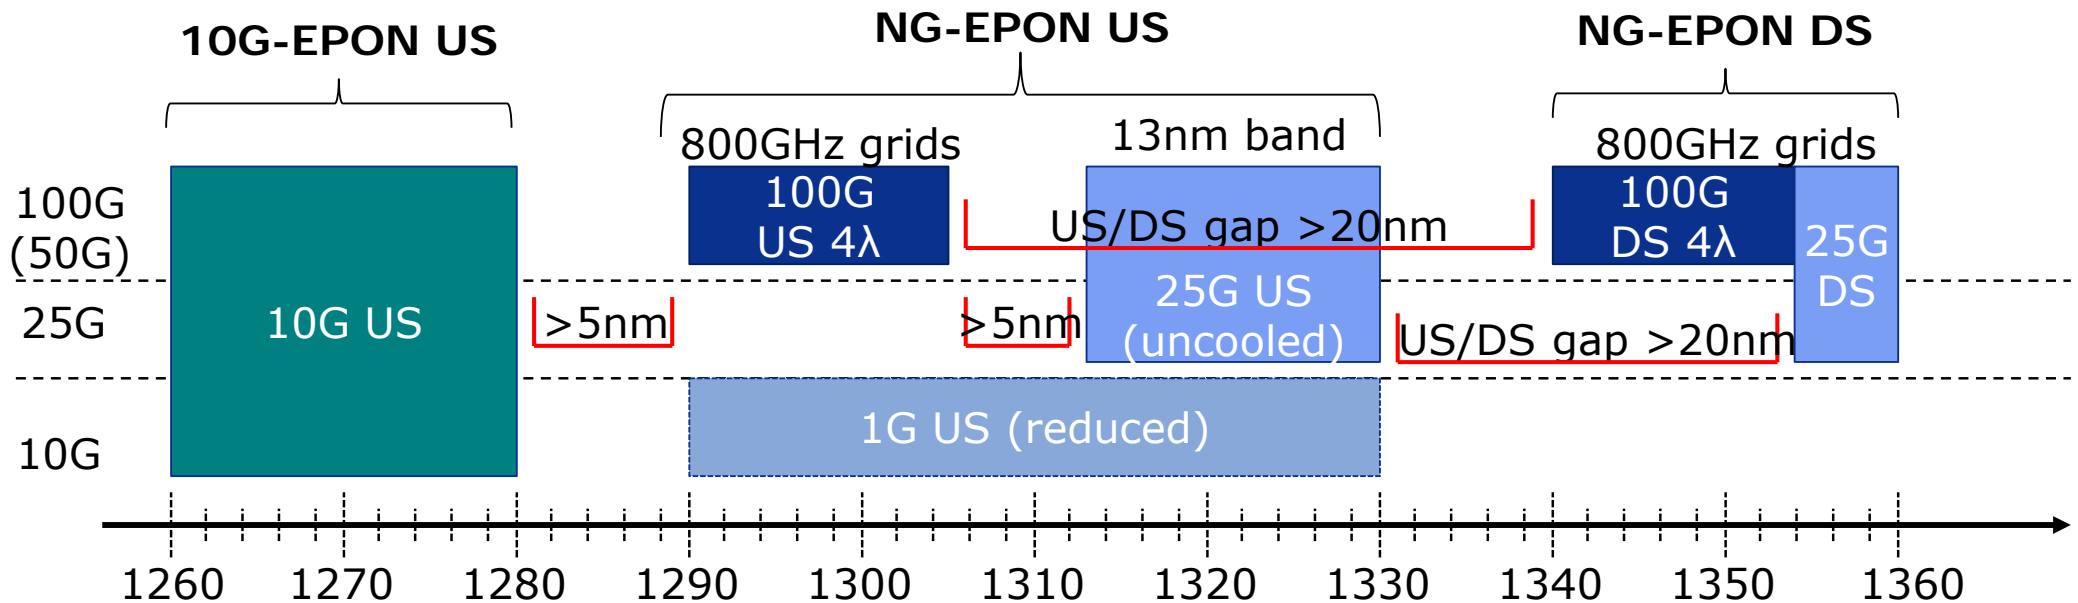 10G-EPON US
NG-EPON US
NG-EPON DS
800GHz grids
13nm band
800GHz grids
100G
(50G)
100G
US 4λ
US/DS gap >20nm
100G
DS 4λ
25G
DS
25G
10G US
>5nm
>5nm
25G US
(uncooled)
US/DS gap >20nm
10G
1G US (reduced)
1260 1270 1280 1290 1300 1310 1320 1330 1340 1350 1360